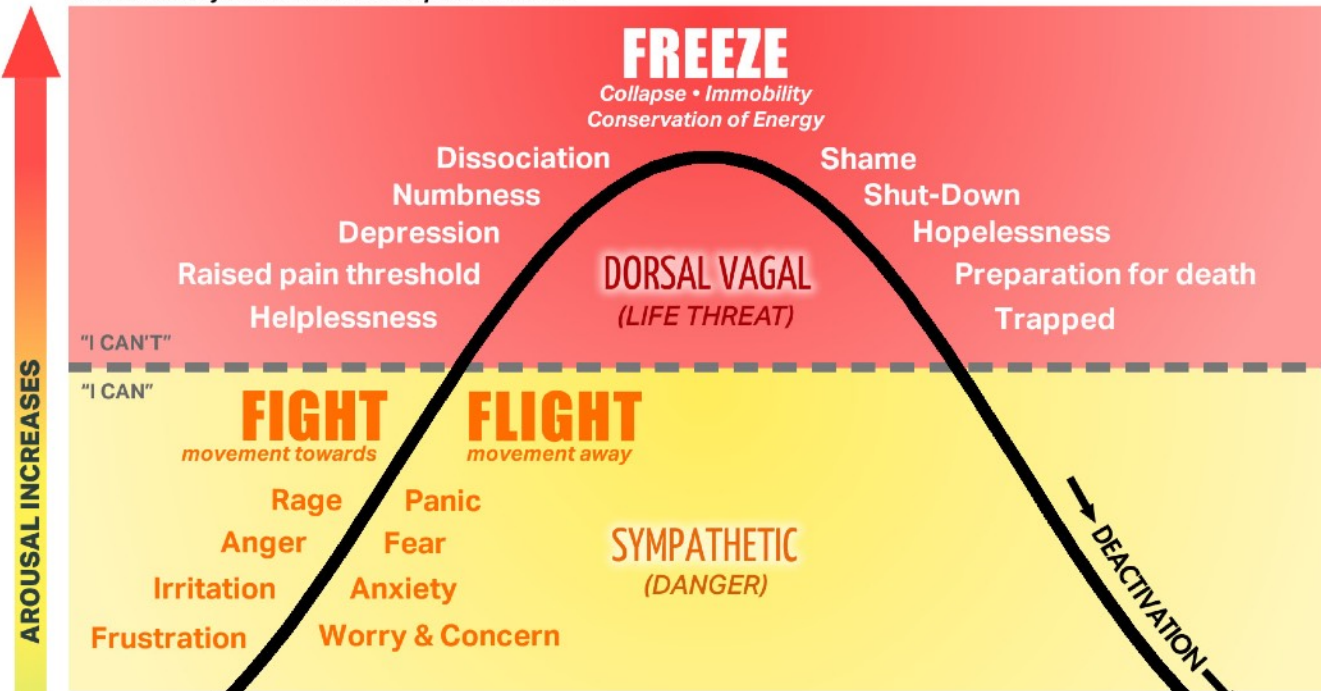 FREEZE
Collapse • Immobility
Conservation of Energy
Dissociation
Shame
Numbness
Shut-Down
Depression
Hopelessness
Raised pain threshold
Preparation for death
Helplessness
Trapped
DORSAL VAGAL
(LIFE THREAT)
"I CAN'T"
"I CAN"
FIGHT
movement towards
FLIGHT
movement away
Rage
Panic
Anger
Fear
Irritation
Anxiety
Frustration
Worry & Concern
SYMPATHETIC
(DANGER)
DEACTIVATION
AROUSAL INCREASES